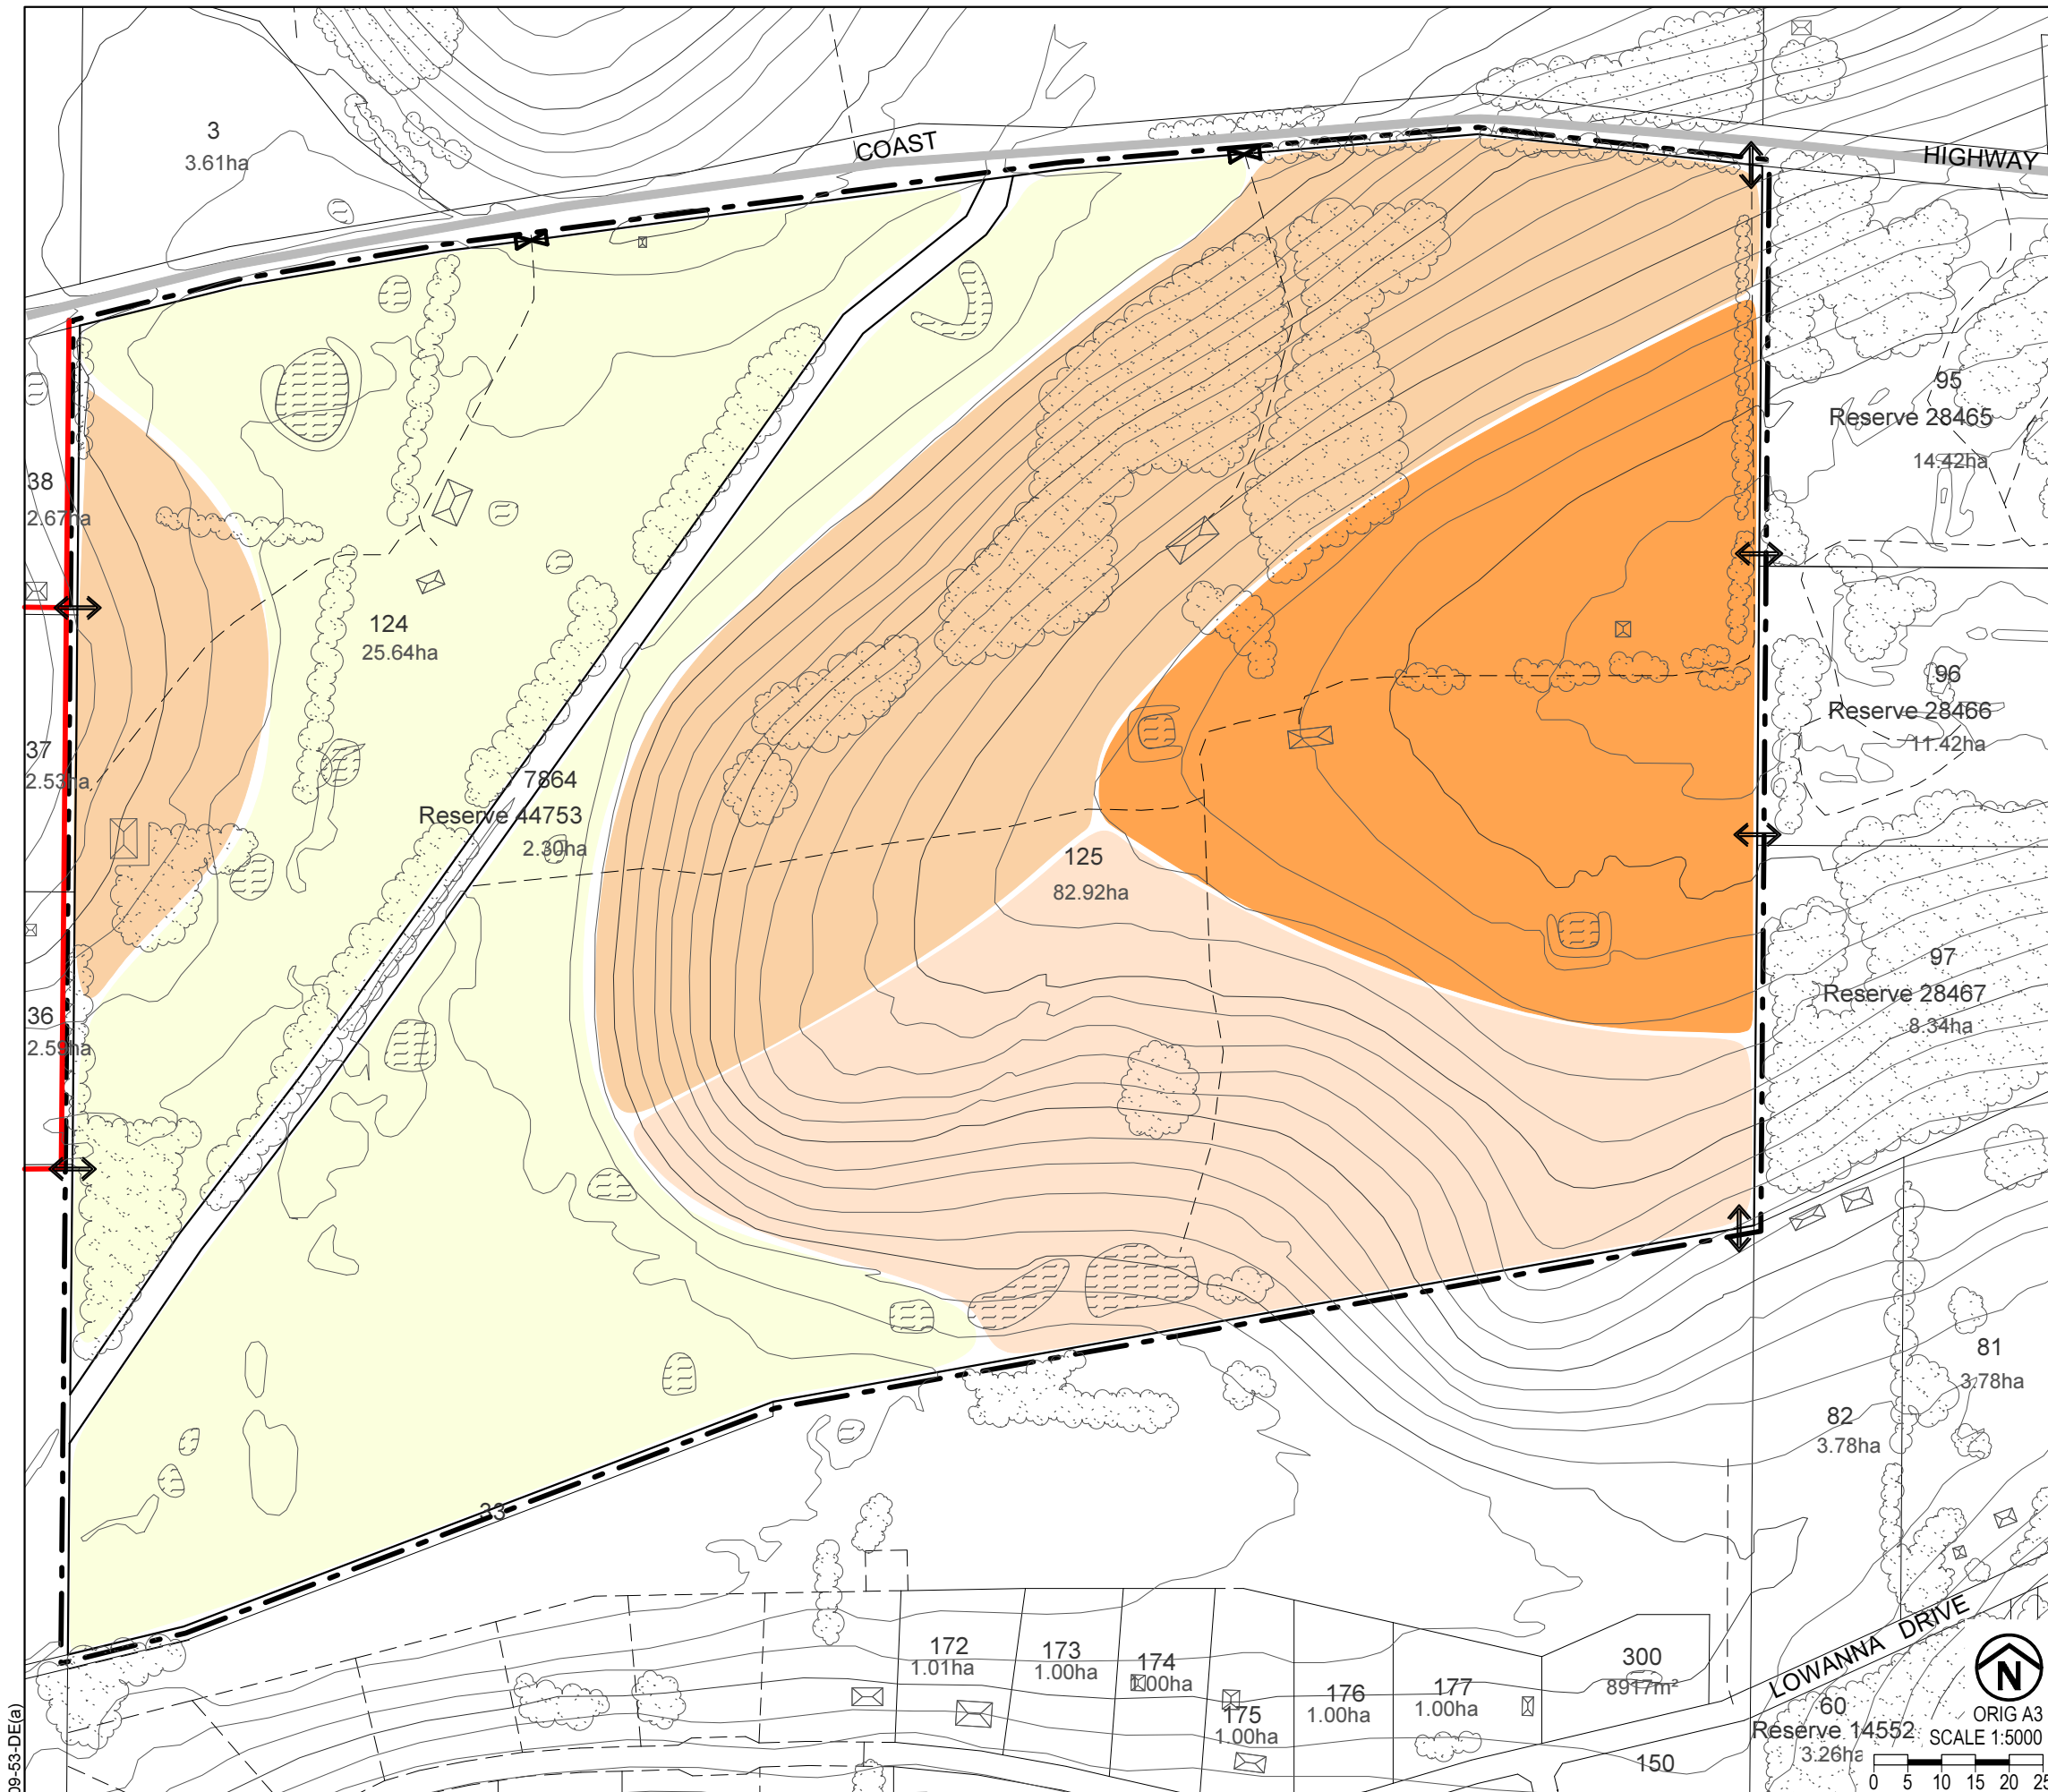 COAST
HIGHWAY
3
3.61ha
95
Reserve 28465
14.42ha
38
2.67ha
124
25.64ha
96
Reserve 28466
11.42ha
37
2.53ha
7864
Reserve 44753
2.30ha
125
82.92ha
97
Reserve 28467
8.34ha
36
2.59ha
81
3.78ha
82
3.78ha
33
172
1.01ha
173
1.00ha
174
1.00ha
175
1.00ha
176
1.00ha
177
1.00ha
300
8917m²
LOWANNA DRIVE
60
Reserve 14552
3.26ha
150
N
ORIG A3
SCALE 1:5000
0 5 10 15 20 25
09-53-DE(a)